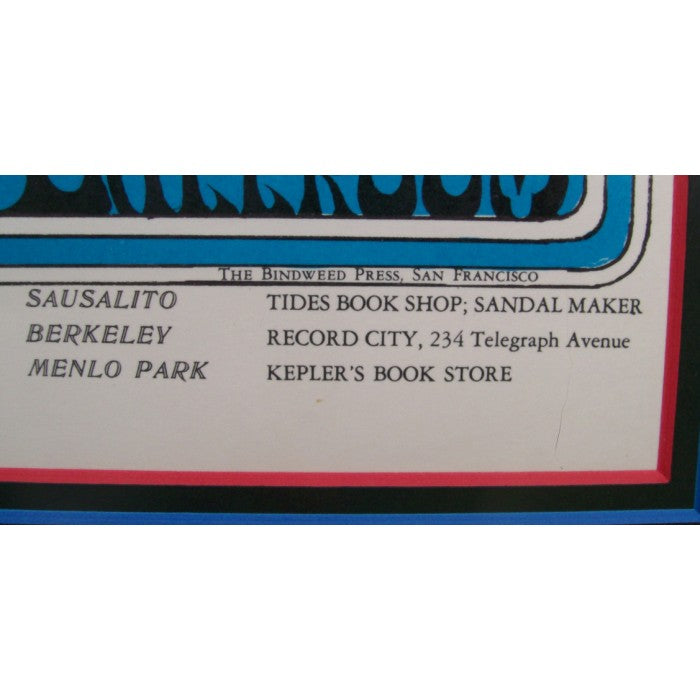 THE BINDWEED PRESS, SAN FRANCISCO
SAUSALITO TIDES BOOK SHOP; SANDAL MAKER
BERKELEY RECORD CITY, 234 Telegraph Avenue
MENLO PARK KEPLER'S BOOK STORE